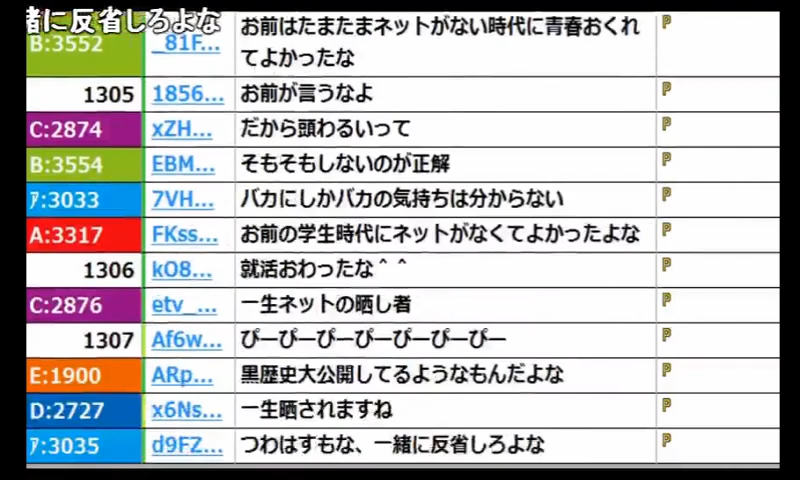 緒に反省しろよな
B:3552 _81F... お前はたまたまネットがない時代に青春おくれ
てよかったな P
1305 1856... お前が言うなよ P
C:2874 xZH... だから頭わるいって P
B:3554 EBM... そもそもしないのが正解 P
ｱ:3033 7VH... バカにしかバカの気持ちは分からない P
A:3317 FKss... お前の学生時代にネットがなくてよかったよな P
1306 kO8... 就活おわったな＾＾ P
C:2876 etv_... 一生ネットの晒し者 P
1307 Af6w... ぴーぴーぴーぴーぴーぴーぴー P
E:1900 ARp... 黒歴史大公開してるようなもんだよな P
D:2727 x6Ns... 一生晒されますね P
ｱ:3035 d9FZ... つわはすもな、一緒に反省しろよな P